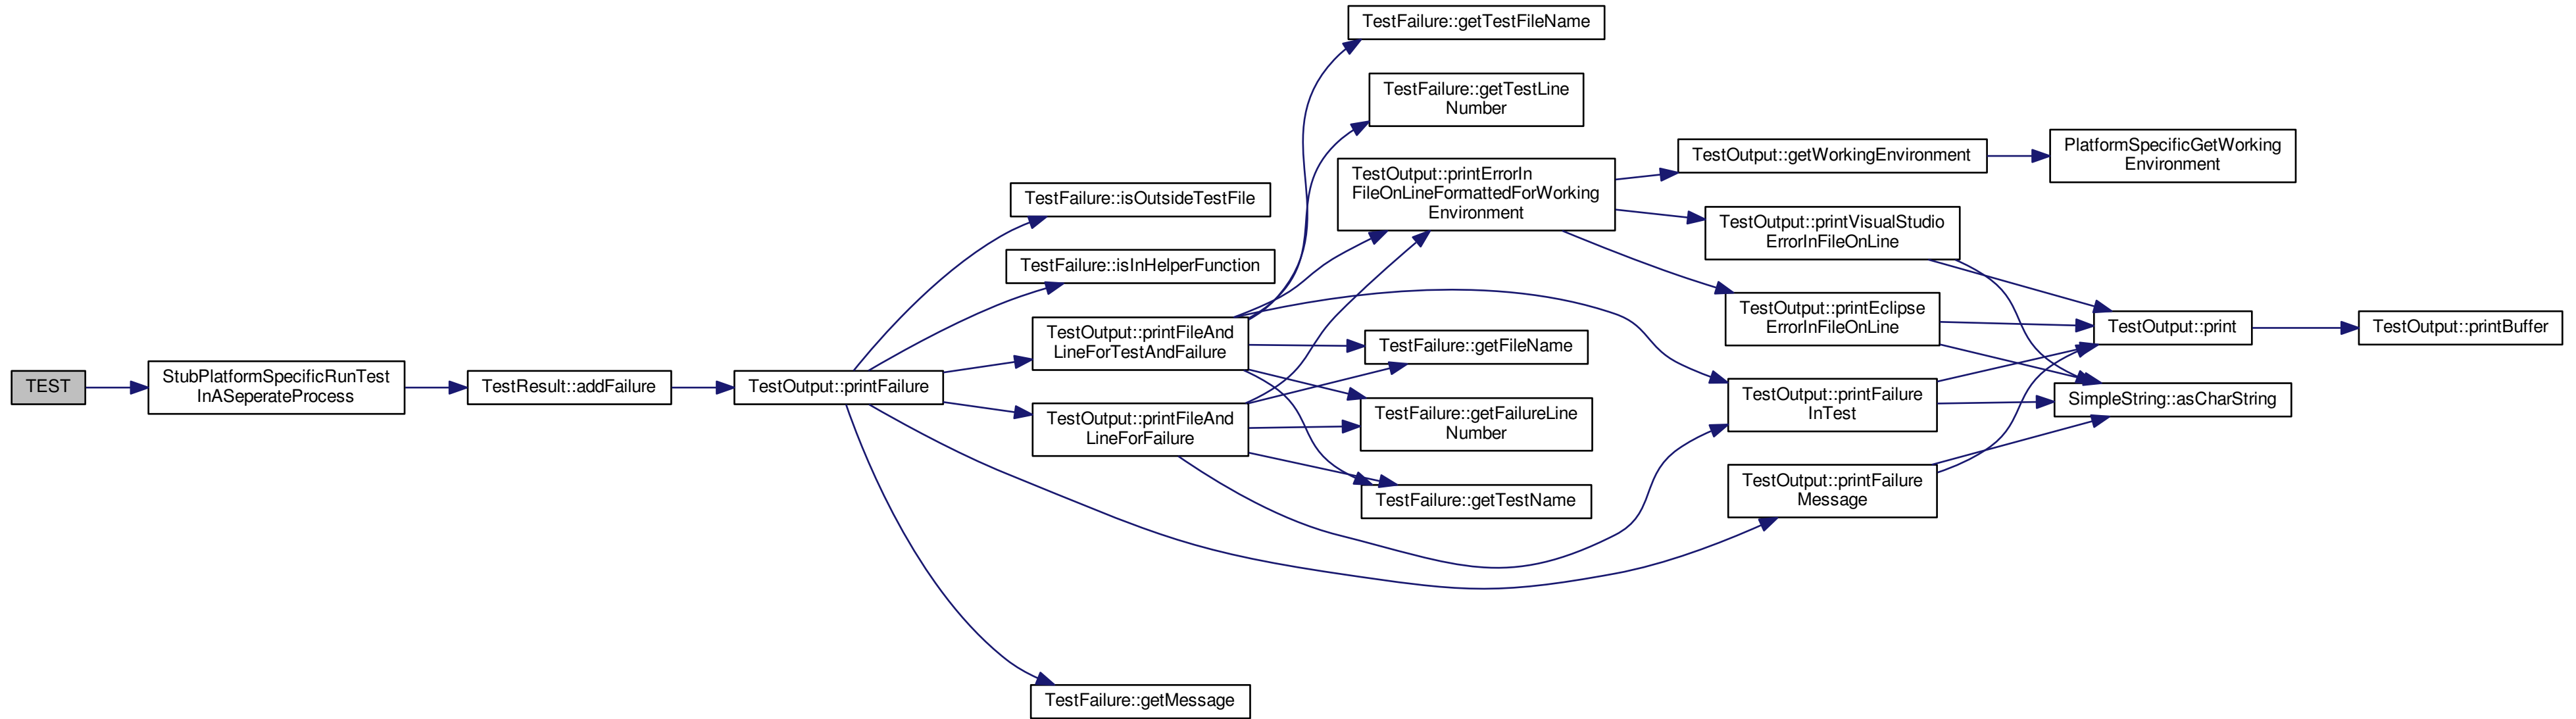 TEST
StubPlatformSpecificRunTest
InASeperateProcess
TestResult::addFailure
TestOutput::printFailure
TestFailure::isOutsideTestFile
TestFailure::isInHelperFunction
TestOutput::printFileAnd
LineForTestAndFailure
TestOutput::printFileAnd
LineForFailure
TestFailure::getMessage
TestFailure::getTestFileName
TestFailure::getTestLine
Number
TestOutput::printErrorIn
FileOnLineFormattedForWorking
Environment
TestFailure::getFileName
TestFailure::getFailureLine
Number
TestFailure::getTestName
TestOutput::getWorkingEnvironment
TestOutput::printVisualStudio
ErrorInFileOnLine
TestOutput::printEclipse
ErrorInFileOnLine
TestOutput::printFailure
InTest
TestOutput::printFailure
Message
PlatformSpecificGetWorking
Environment
TestOutput::print
SimpleString::asCharString
TestOutput::printBuffer